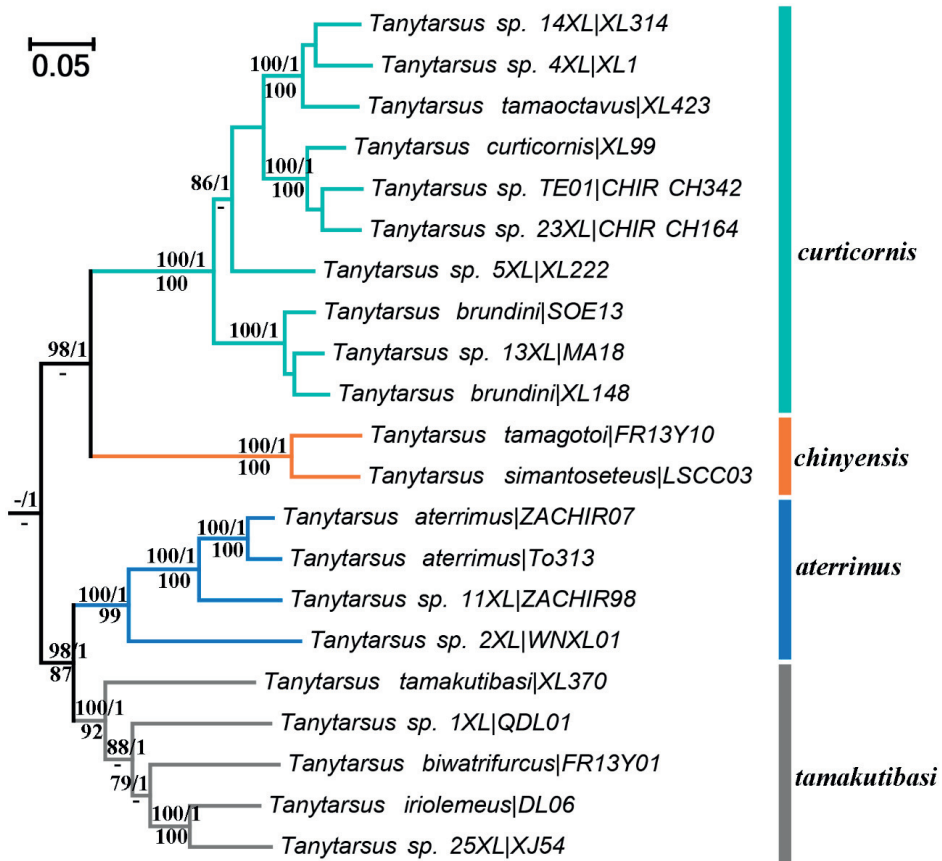 0.05
Tanytarsus sp. 14XL|XL314
100/1
100
Tanytarsus sp. 4XL|XL1
Tanytarsus tamaoctavus|XL423
Tanytarsus curticornis|XL99
100/1
100
Tanytarsus sp. TE01|CHIR CH342
86/1
-
Tanytarsus sp. 23XL|CHIR CH164
100/1
100
Tanytarsus sp. 5XL|XL222
Tanytarsus brundini|SOE13
100/1
Tanytarsus sp. 13XL|MA18
Tanytarsus brundini|XL148
curticornis
98/1
-
Tanytarsus tamagotoi|FR13Y10
100/1
100
Tanytarsus simantoseteus|LSCC03
chinyensis
-/1
-
Tanytarsus aterrimus|ZACHIR07
100/1
100
Tanytarsus aterrimus|To313
100/1
100
Tanytarsus sp. 11XL|ZACHIR98
100/1
99
Tanytarsus sp. 2XL|WNXL01
aterrimus
98/1
87
Tanytarsus tamakutibasi|XL370
100/1
92
Tanytarsus sp. 1XL|QDL01
88/1
-
Tanytarsus biwatrifurcus|FR13Y01
79/1
-
Tanytarsus iriolemeus|DL06
100/1
100
Tanytarsus sp. 25XL|XJ54
tamakutibasi